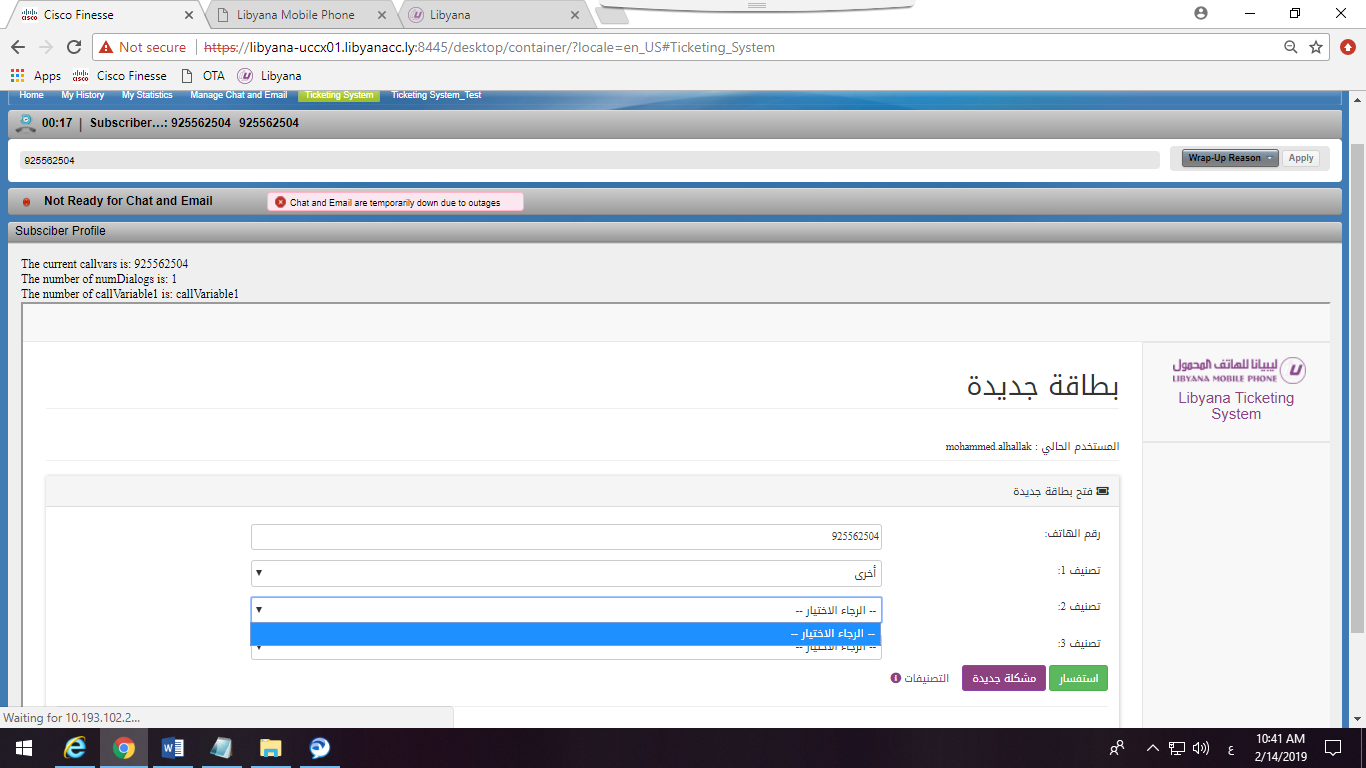 Cisco Finesse
Libyana Mobile Phone
Libyana
Not secure
https://libyana-uccx01.libyanacc.ly:8445/desktop/container/?locale=en_US#Ticketing_System
Apps
Cisco Finesse
OTA
Libyana
Home
My History
My Statistics
Manage Chat and Email
Ticketing System
Ticketing System_Test
00:17 | Subscriber...: 925562504 925562504
925562504
Wrap-Up Reason
Apply
Not Ready for Chat and Email
Chat and Email are temporarily down due to outages
Subsciber Profile
The current callvars is: 925562504
The number of numDialogs is: 1
The number of callVariable1 is: callVariable1
ليبيانا للهاتف المحمول
LIBYANA MOBILE PHONE
Libyana Ticketing
System
بطاقة جديدة
المستخدم الحالي : mohammed.alhallak
فتح بطاقة جديدة
رقم الهاتف:
925562504
تصنيف 1:
أخرى
تصنيف 2:
-- الرجاء الاختيار --
-- الرجاء الاختيار --
تصنيف 3:
-- الرجاء الاختيار --
استفسار
مشكلة جديدة
التصنيفات
Waiting for 10.193.102.2...
ع
10:41 AM
2/14/2019